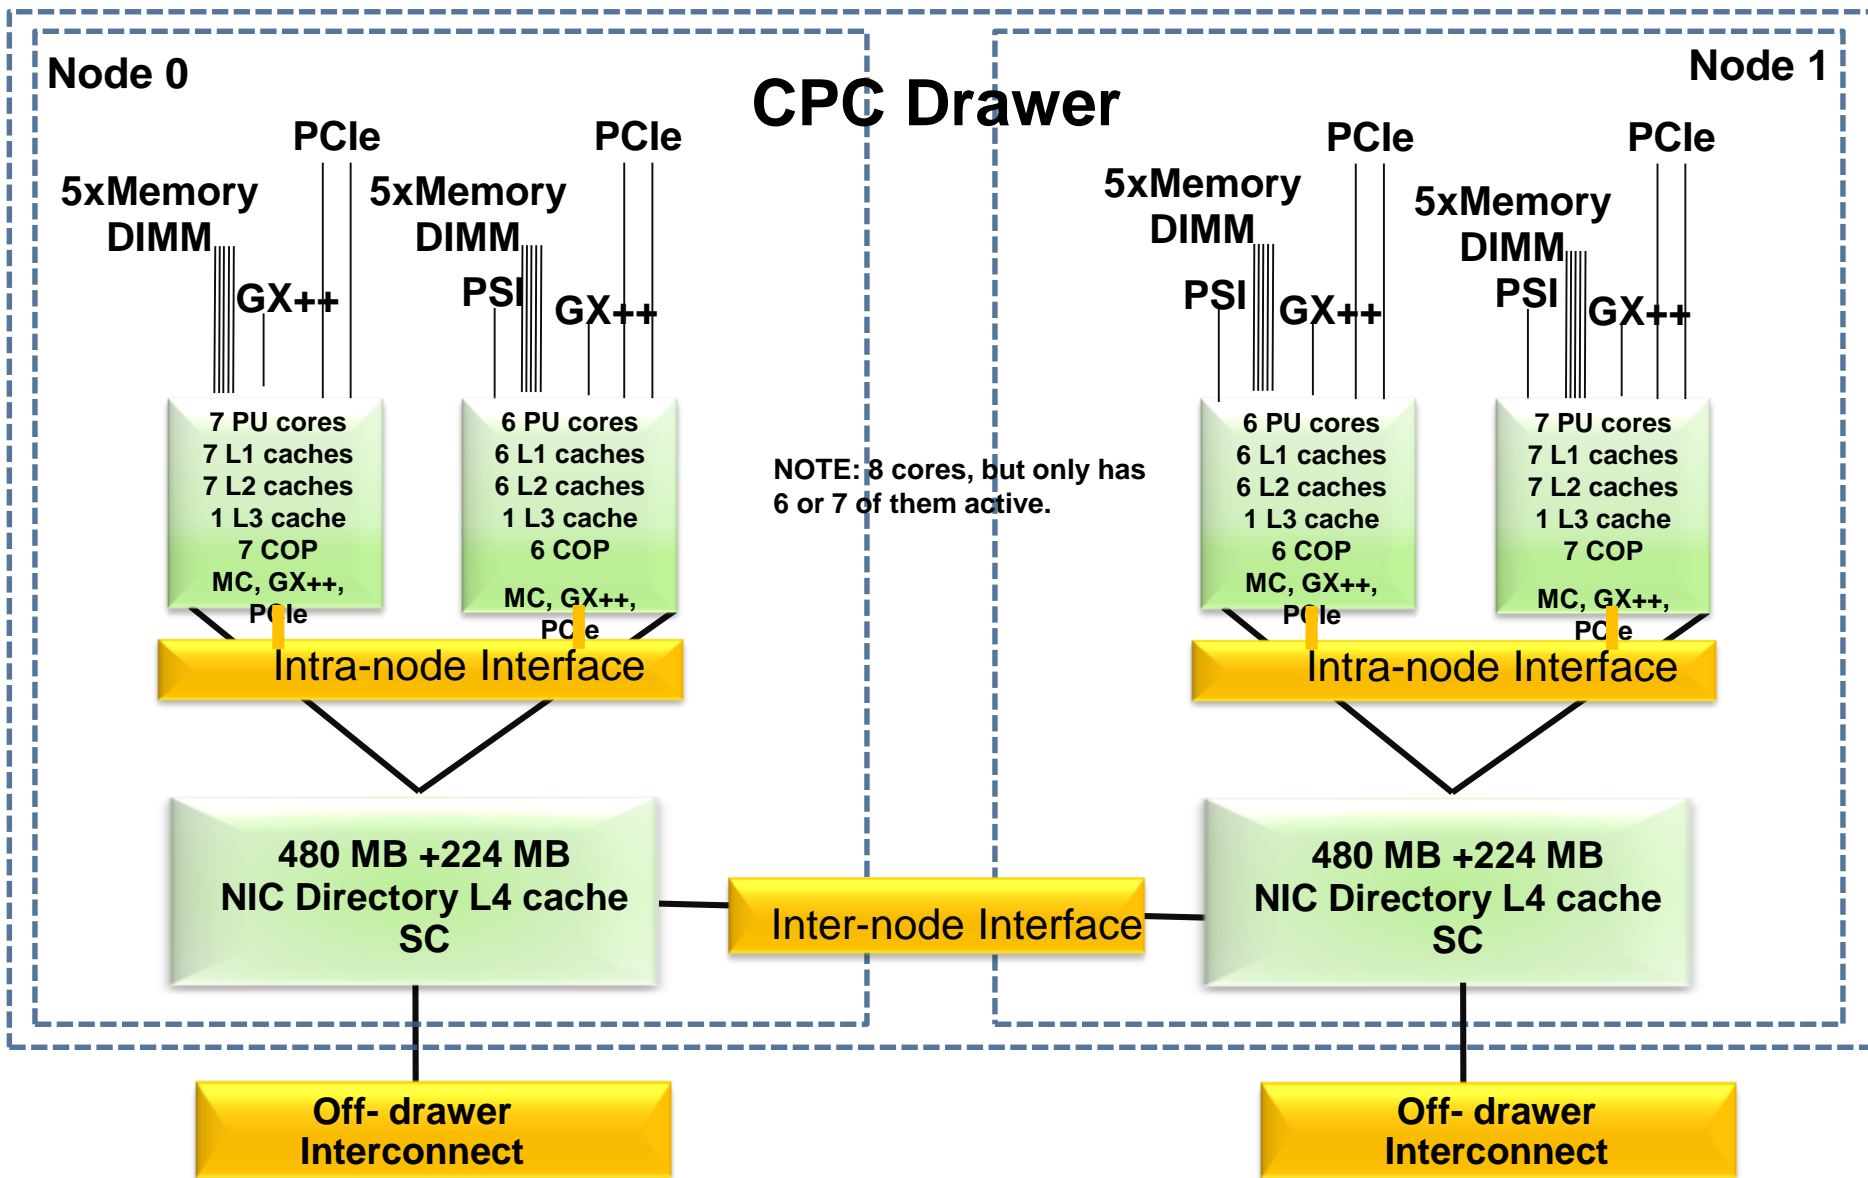 Node 0
Node 1
CPC Drawer
PCIe
PCIe
5xMemory
DIMM
5xMemory
DIMM
GX++
PSI
GX++
PCIe
PCIe
5xMemory
DIMM
5xMemory
DIMM
PSI
GX++
PSI
GX++
7 PU cores
7 L1 caches
7 L2 caches
1 L3 cache
7 COP
MC, GX++,
PCIe
6 PU cores
6 L1 caches
6 L2 caches
1 L3 cache
6 COP
MC, GX++,
PCIe
NOTE: 8 cores, but only has
6 or 7 of them active.
6 PU cores
6 L1 caches
6 L2 caches
1 L3 cache
6 COP
MC, GX++,
PCIe
7 PU cores
7 L1 caches
7 L2 caches
1 L3 cache
7 COP
MC, GX++,
PCIe
Intra-node Interface
Intra-node Interface
480 MB +224 MB
NIC Directory L4 cache
SC
Inter-node Interface
480 MB +224 MB
NIC Directory L4 cache
SC
Off- drawer
Interconnect
Off- drawer
Interconnect